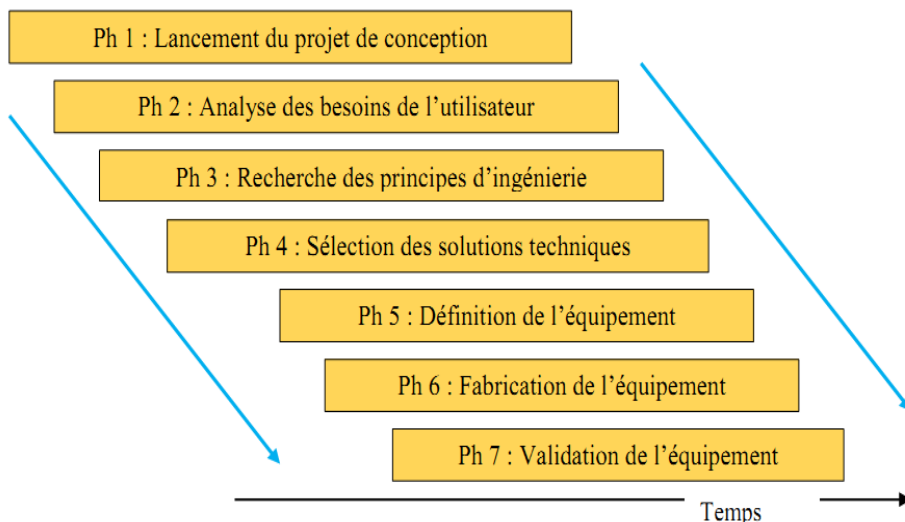 Ph 1 : Lancement du projet de conception
Ph 2 : Analyse des besoins de l’utilisateur
Ph 3 : Recherche des principes d’ingénierie
Ph 4 : Sélection des solutions techniques
Ph 5 : Définition de l’équipement
Ph 6 : Fabrication de l’équipement
Ph 7 : Validation de l’équipement
Temps